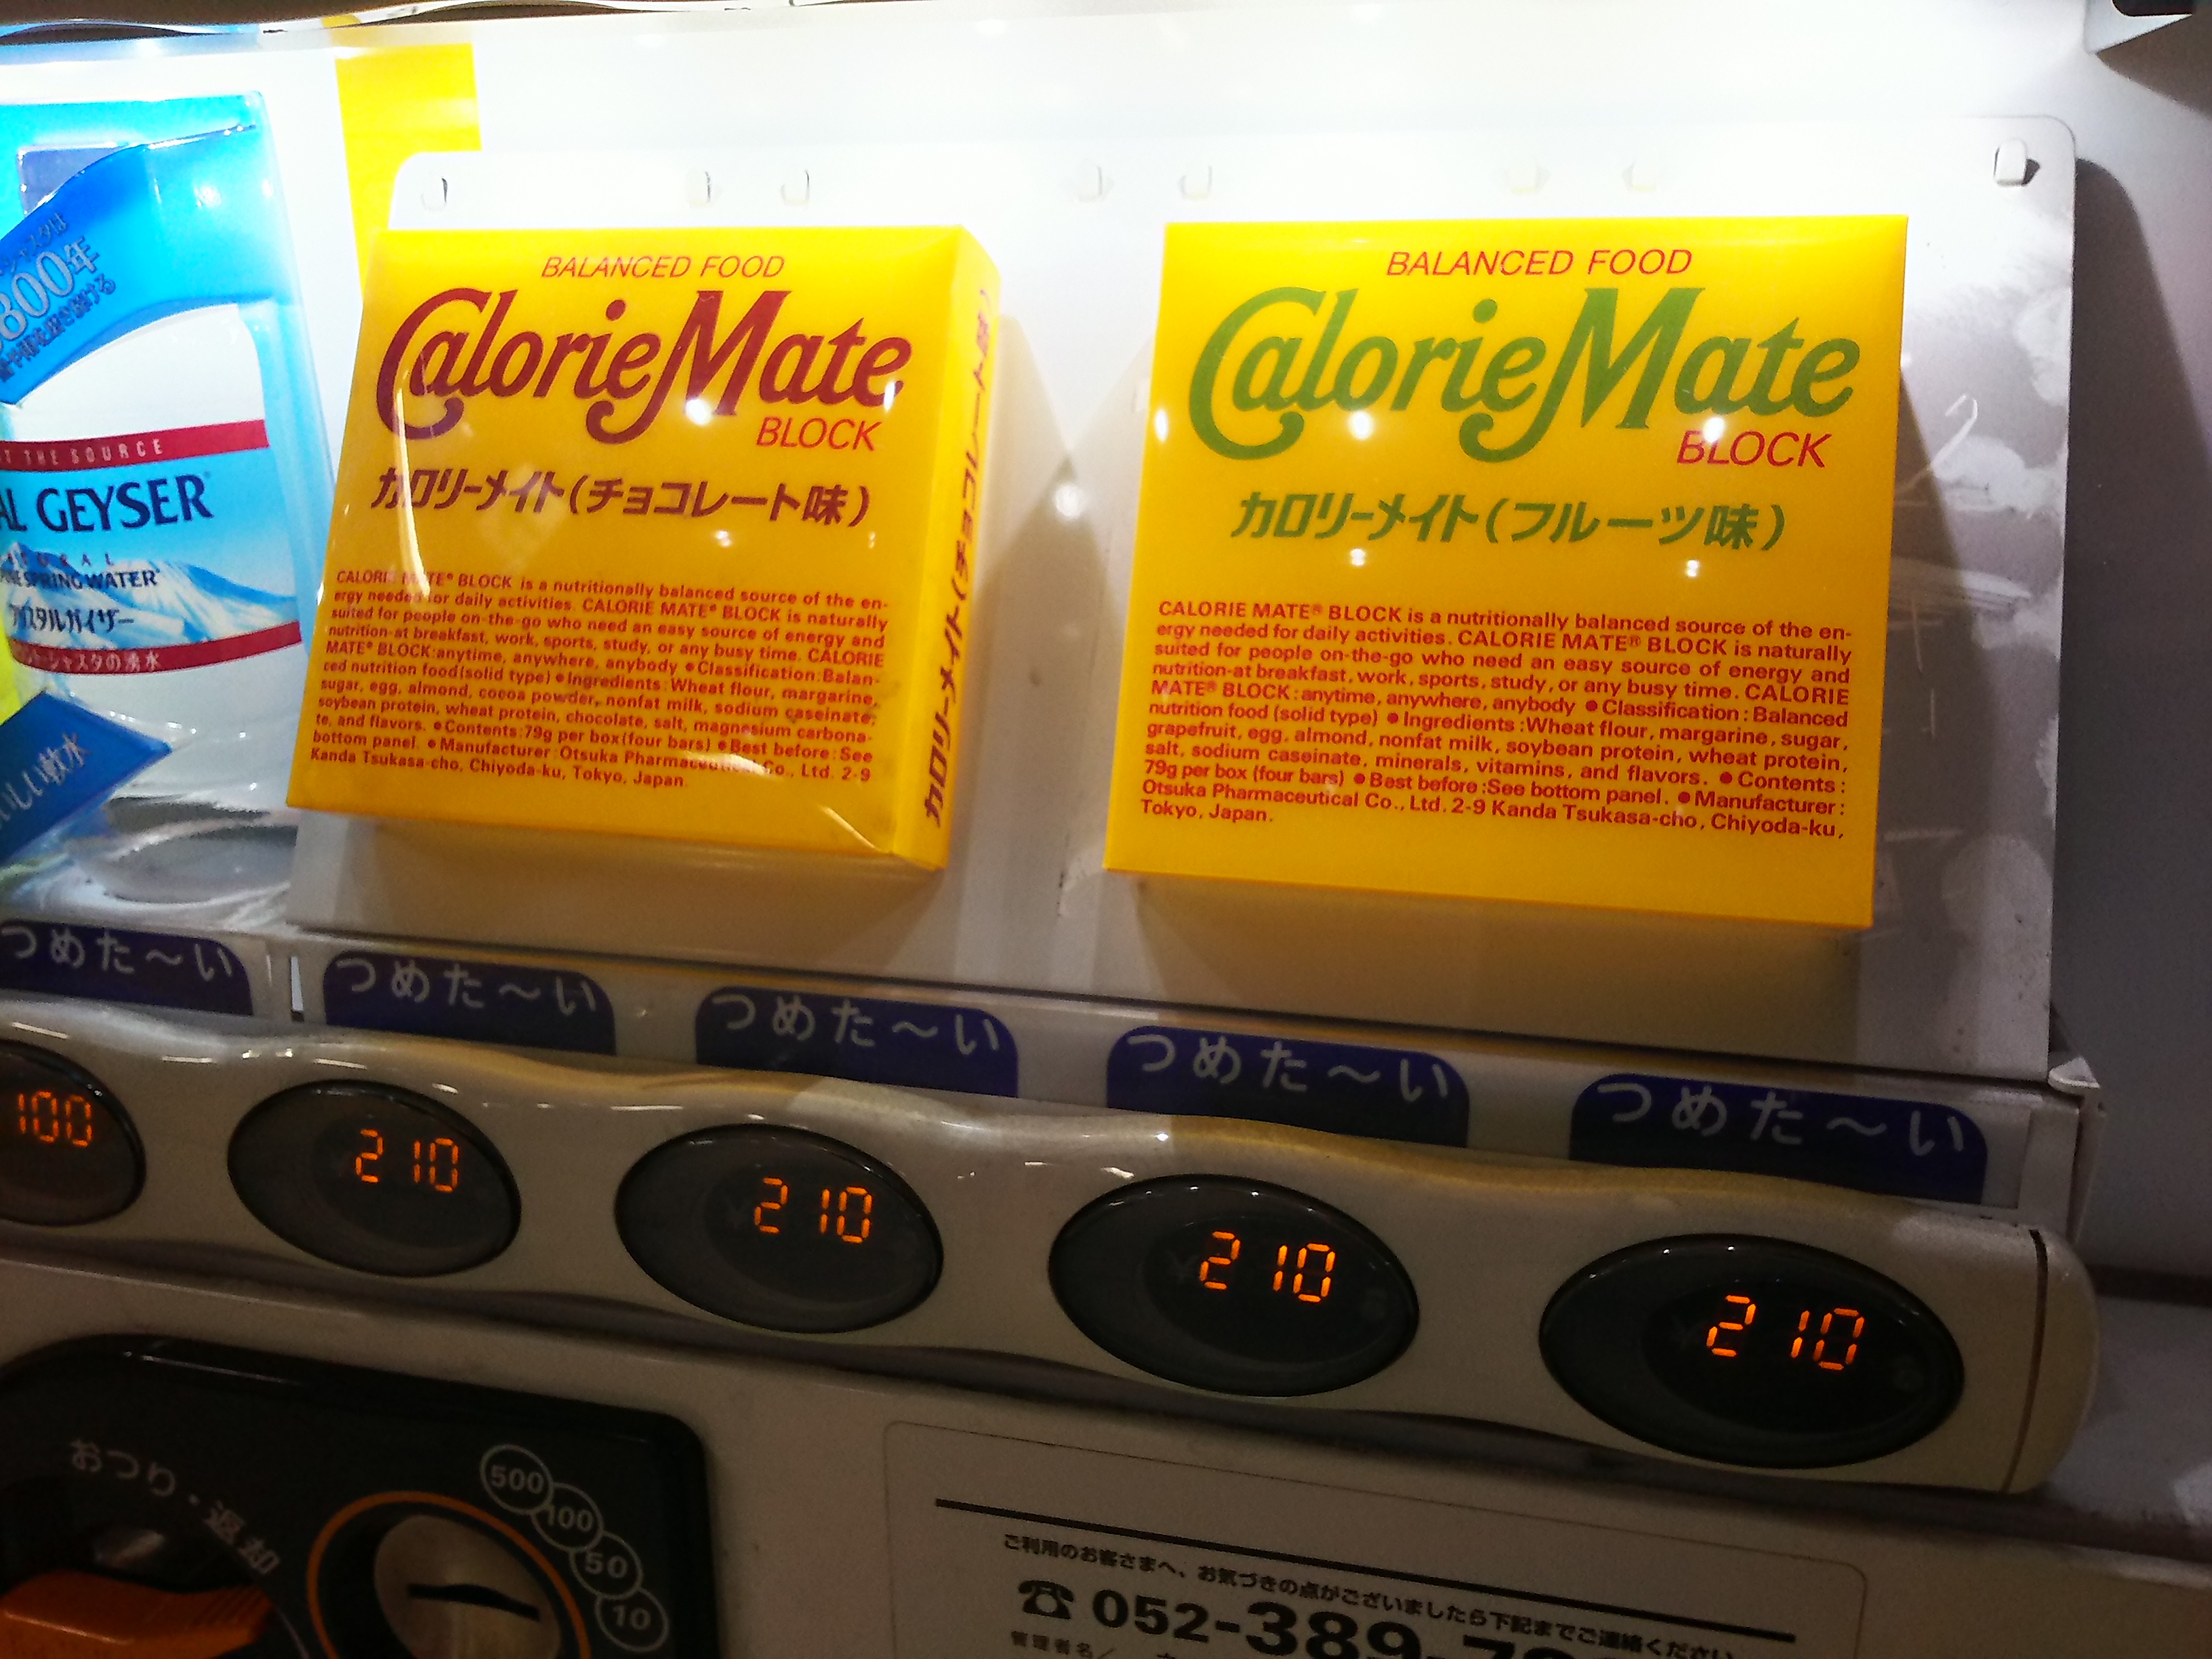 800年
T THE SOURCE
AL GEYSER
SPRING WATER
シャスタの湧水
いしい軟水
BALANCED FOOD
CalorieMate
BLOCK
カロリーメイト(チョコレート味)
CALORIE MATE® BLOCK is a nutritionally balanced source of the en-
ergy needed for daily activities. CALORIE MATE® BLOCK is naturally
suited for people on-the-go who need an easy source of energy and
nutrition-at breakfast, work, sports, study, or any busy time. CALORIE
MATE® BLOCK:anytime, anywhere, anybody ●Classification:Balan-
ced nutrition food(solid type) ●Ingredients:Wheat flour, margarine,
sugar, egg, almond, cocoa powder, nonfat milk, sodium caseinate,
soybean protein, wheat protein, chocolate, salt, magnesium carbona-
te, and flavors. ●Contents:79g per box(four bars) ●Best before:See
bottom panel. ●Manufacturer:Otsuka Pharmaceutical Co., Ltd. 2-9
Kanda Tsukasa-cho, Chiyoda-ku, Tokyo, Japan.
カロリーメイト(チョコレート味)
BALANCED FOOD
CalorieMate
BLOCK
カロリーメイト(フルーツ味)
CALORIE MATE® BLOCK is a nutritionally balanced source of the en-
ergy needed for daily activities. CALORIE MATE® BLOCK is naturally
suited for people on-the-go who need an easy source of energy and
nutrition-at breakfast, work, sports, study, or any busy time. CALORIE
MATE® BLOCK:anytime, anywhere, anybody ●Classification:Balanced
nutrition food (solid type) ●Ingredients:Wheat flour, margarine, sugar,
grapefruit, egg, almond, nonfat milk, soybean protein, wheat protein,
salt, sodium caseinate, minerals, vitamins, and flavors. ●Contents:
79g per box (four bars) ●Best before:See bottom panel. ●Manufacturer:
Otsuka Pharmaceutical Co., Ltd. 2-9 Kanda Tsukasa-cho, Chiyoda-ku,
Tokyo, Japan.
つめた〜い
つめた〜い
つめた〜い
つめた〜い
つめた〜い
100
210
210
210
210
おつり・返却
500
100
50
10
ご利用のお客さまへ、お気づきの点がございましたら下記までご連絡ください
☎052-389-7
管理者名/